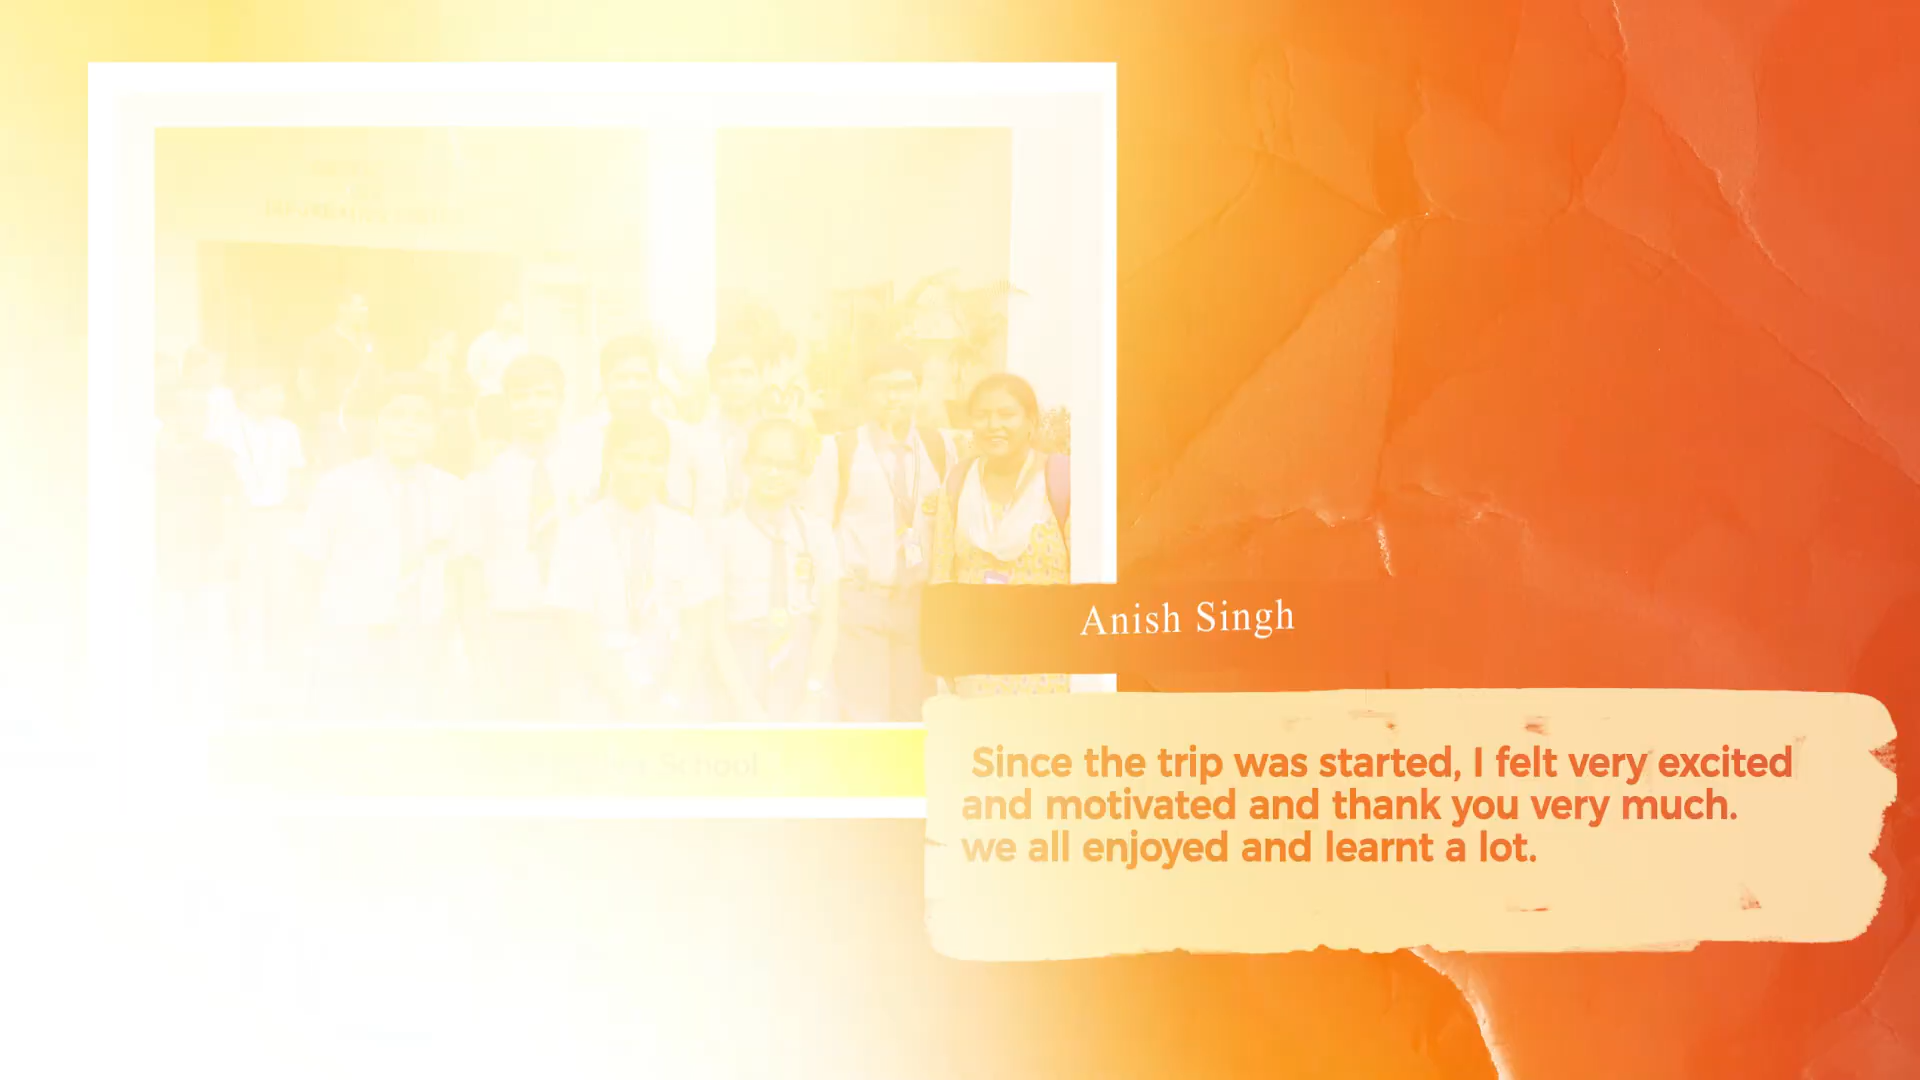 School
Anish Singh
Since the trip was started, I felt very excited
and motivated and thank you very much.
we all enjoyed and learnt a lot.